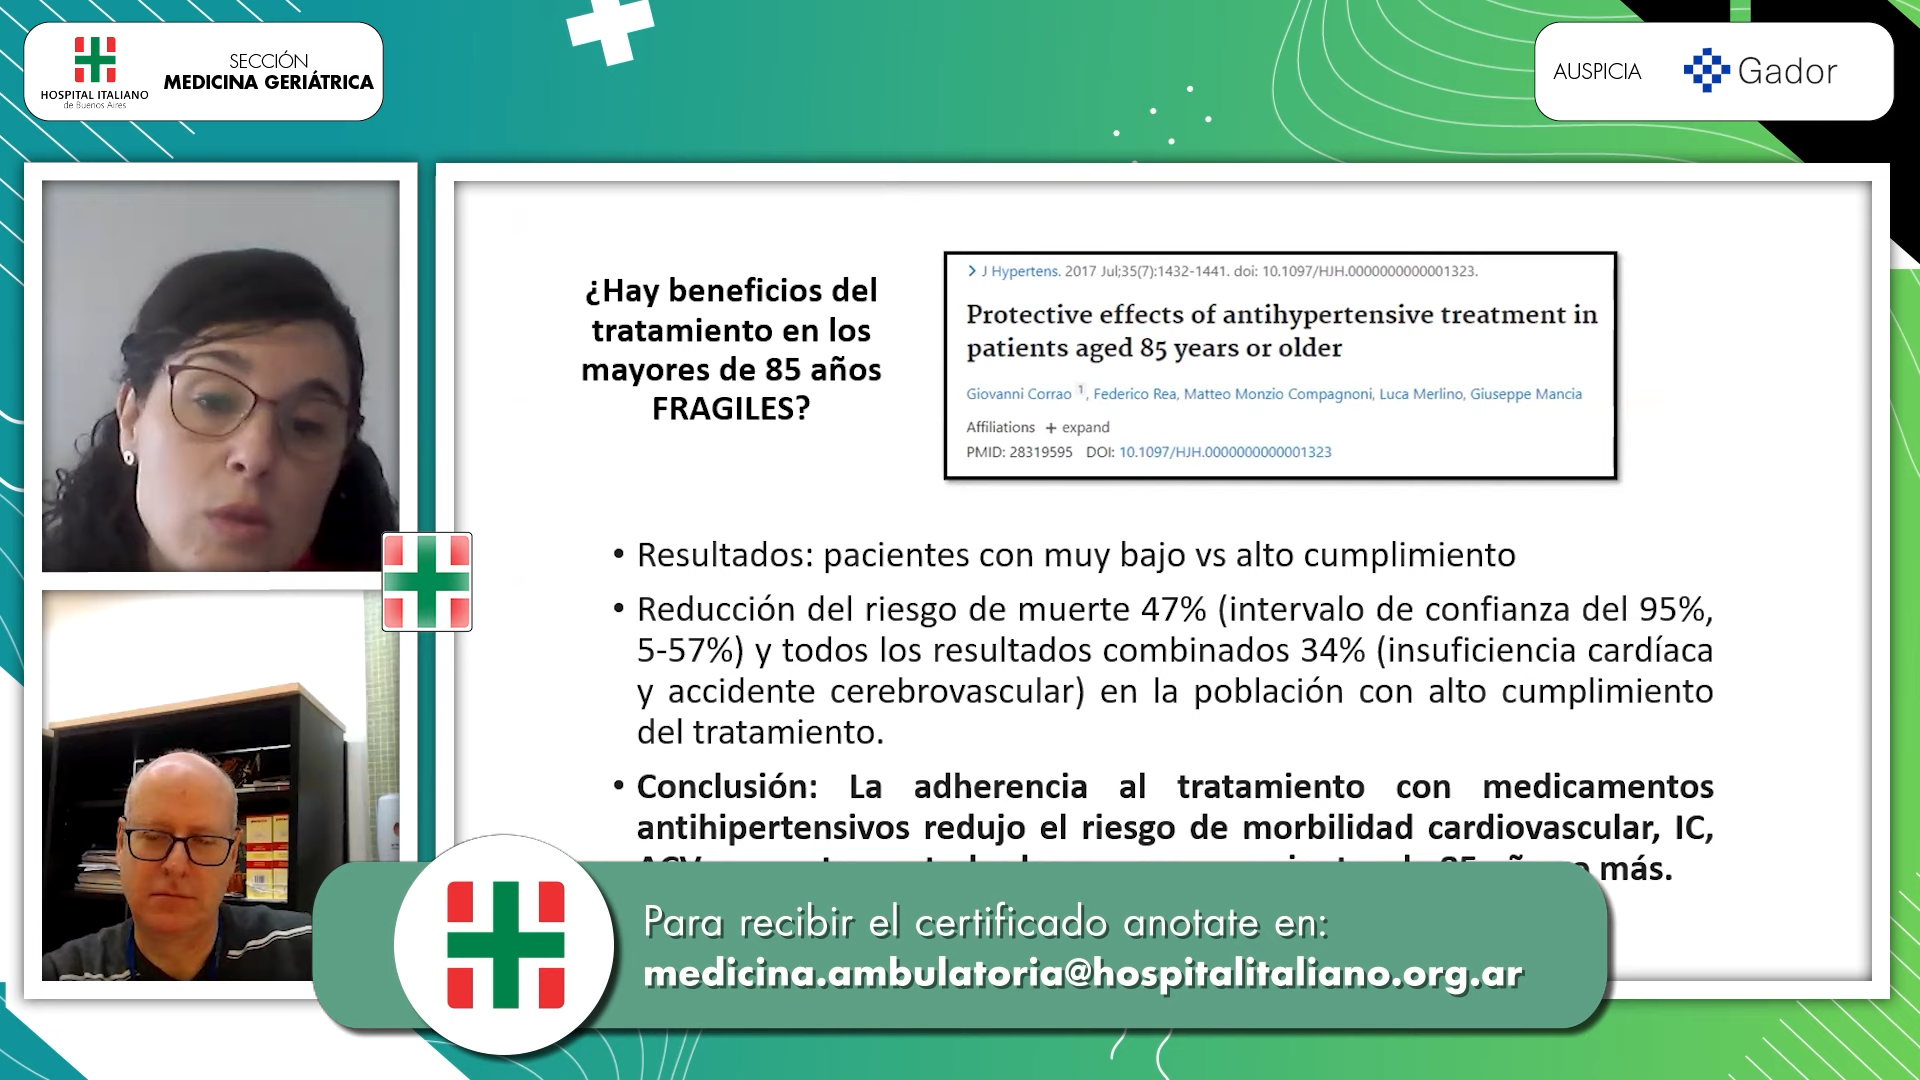 HOSPITAL ITALIANO
de Buenos Aires
SECCIÓN
MEDICINA GERIÁTRICA
AUSPICIA
Gador
¿Hay beneficios del
tratamiento en los
mayores de 85 años
FRAGILES?
> J Hypertens. 2017 Jul;35(7):1432-1441. doi: 10.1097/HJH.0000000000001323.
Protective effects of antihypertensive treatment in
patients aged 85 years or older
Giovanni Corrao 1, Federico Rea, Matteo Monzio Compagnoni, Luca Merlino, Giuseppe Mancia
Affiliations + expand
PMID: 28319595 DOI: 10.1097/HJH.0000000000001323
• Resultados: pacientes con muy bajo vs alto cumplimiento
• Reducción del riesgo de muerte 47% (intervalo de confianza del 95%,
5-57%) y todos los resultados combinados 34% (insuficiencia cardíaca
y accidente cerebrovascular) en la población con alto cumplimiento
del tratamiento.
• Conclusión: La adherencia al tratamiento con medicamentos
antihipertensivos redujo el riesgo de morbilidad cardiovascular, IC,
más.
Para recibir el certificado anotate en:
medicina.ambulatoria@hospitalitaliano.org.ar